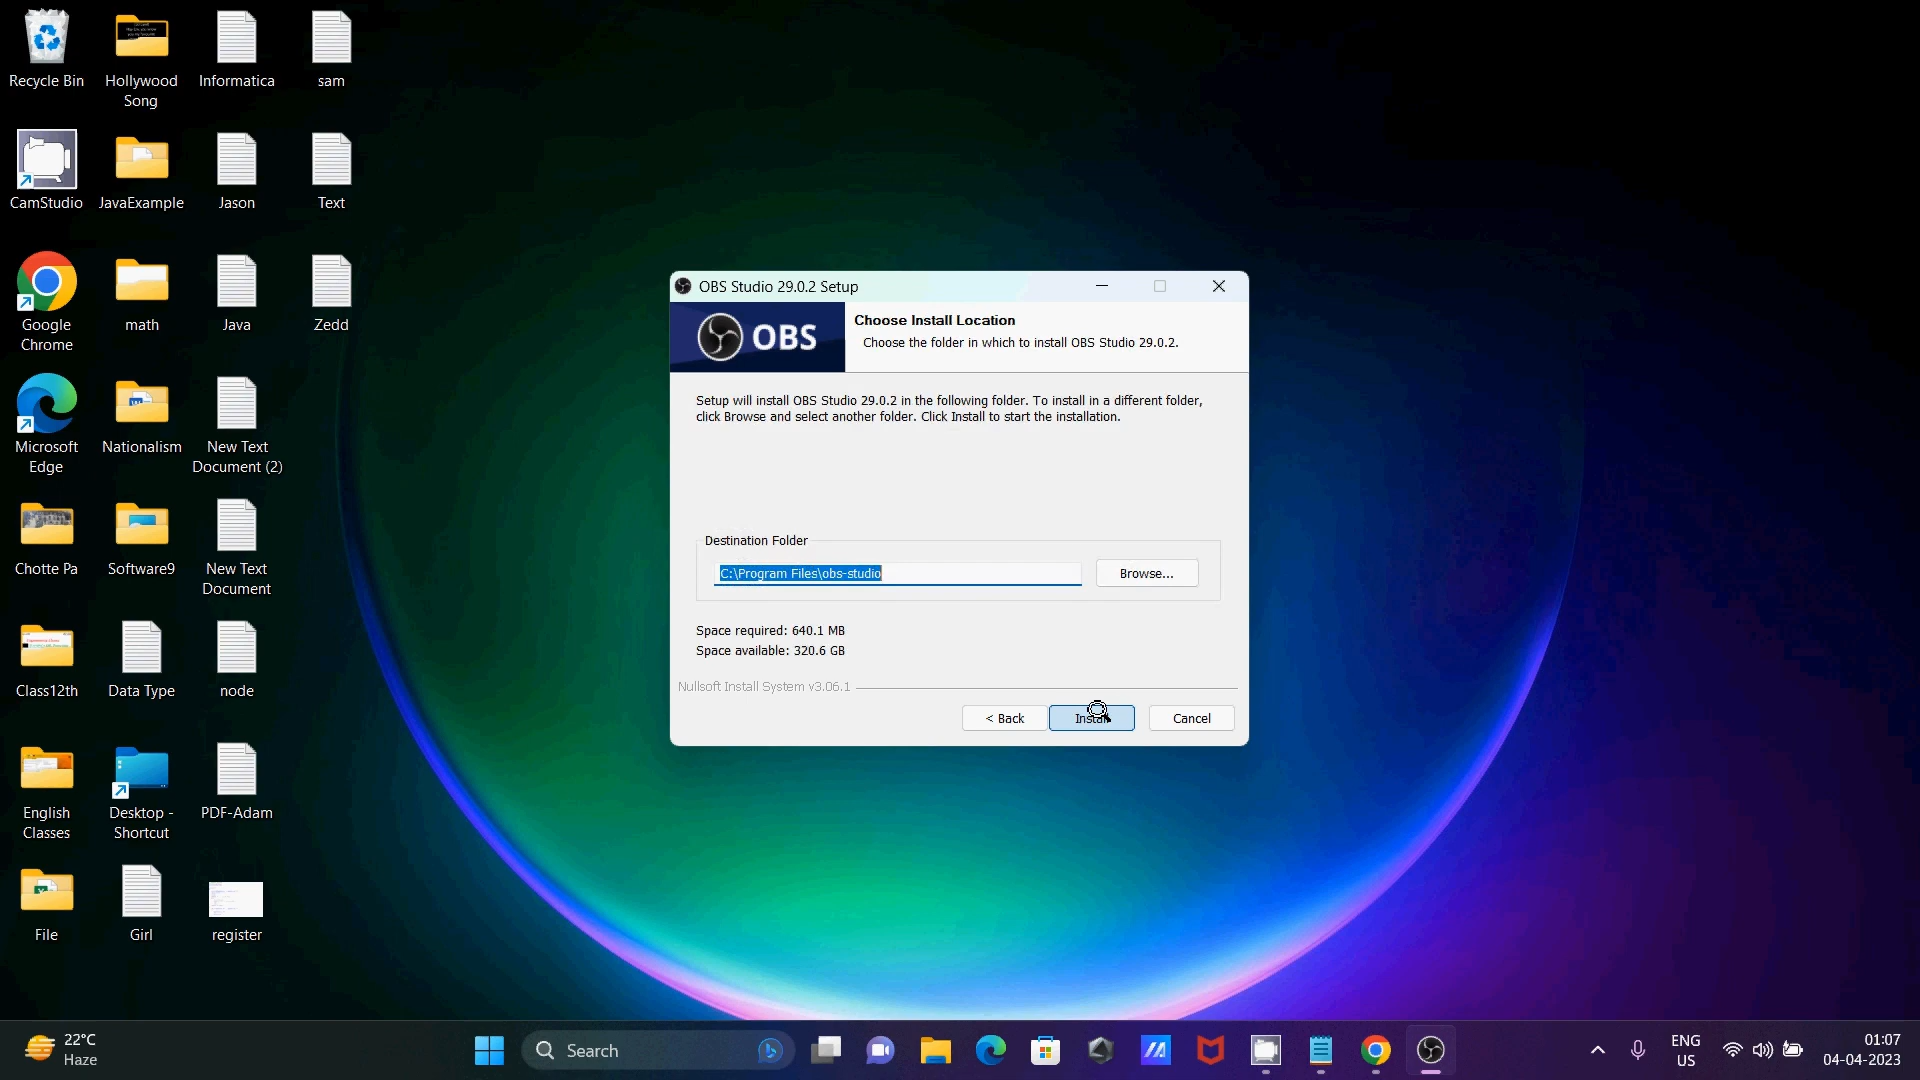 Recycle Bin
Hollywood
Song
Informatica
sam
CamStudio
JavaExample
Jason
Text
Google
Chrome
math
Java
Zedd
Microsoft
Edge
Nationalism
New Text
Document (2)
Chotte Pa
Software9
New Text
Document
Class12th
Data Type
node
English
Classes
Desktop -
Shortcut
PDF-Adam
File
Girl
register
OBS Studio 29.0.2 Setup
OBS
Choose Install Location
Choose the folder in which to install OBS Studio 29.0.2.
Setup will install OBS Studio 29.0.2 in the following folder. To install in a different folder,
click Browse and select another folder. Click Install to start the installation.
Destination Folder
C:\Program Files\obs-studio
Browse...
Space required: 640.1 MB
Space available: 320.6 GB
Nullsoft Install System v3.06.1
< Back
Install
Cancel
22°C
Haze
Search
ENG
US
01:07
04-04-2023